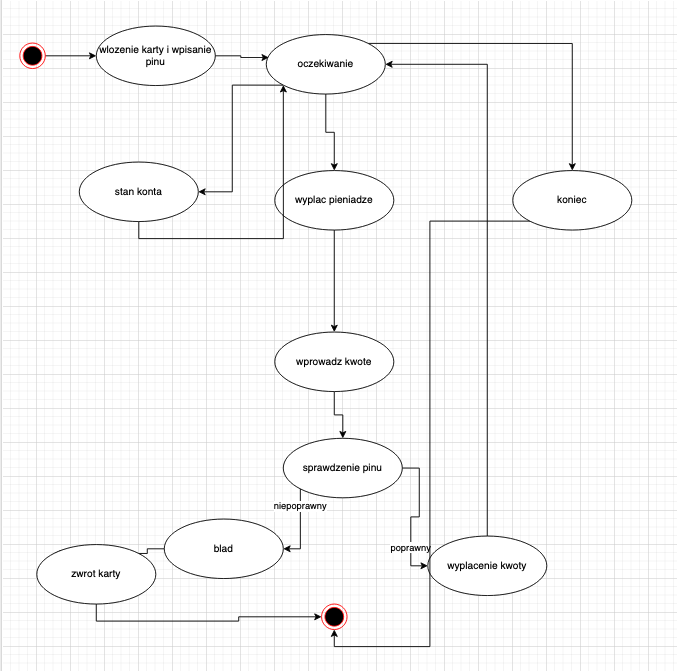 wlozenie karty i wpisanie
pinu
oczekiwanie
stan konta
wyplac pieniadze
koniec
wprowadz kwote
sprawdzenie pinu
niepoprawny
poprawny
blad
wyplacenie kwoty
zwrot karty